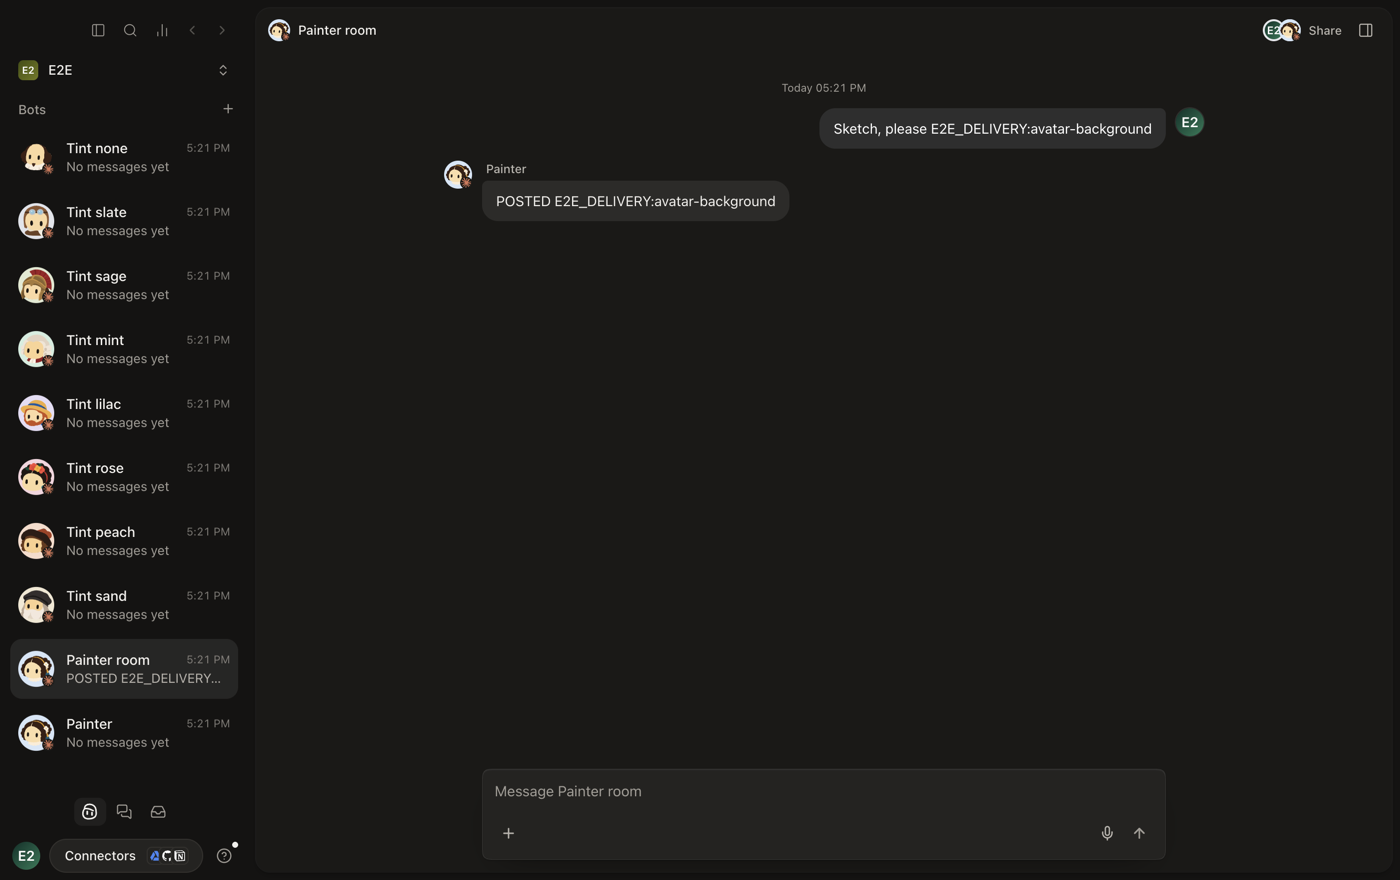 E2 E2E
Bots
Tint none 5:21 PM
No messages yet
Tint slate 5:21 PM
No messages yet
Tint sage 5:21 PM
No messages yet
Tint mint 5:21 PM
No messages yet
Tint lilac 5:21 PM
No messages yet
Tint rose 5:21 PM
No messages yet
Tint peach 5:21 PM
No messages yet
Tint sand 5:21 PM
No messages yet
Painter room 5:21 PM
POSTED E2E_DELIVERY...
Painter 5:21 PM
No messages yet
E2 Connectors
Painter room
E2 Share
Today 05:21 PM
Sketch, please E2E_DELIVERY:avatar-background
E2
Painter
POSTED E2E_DELIVERY:avatar-background
Message Painter room